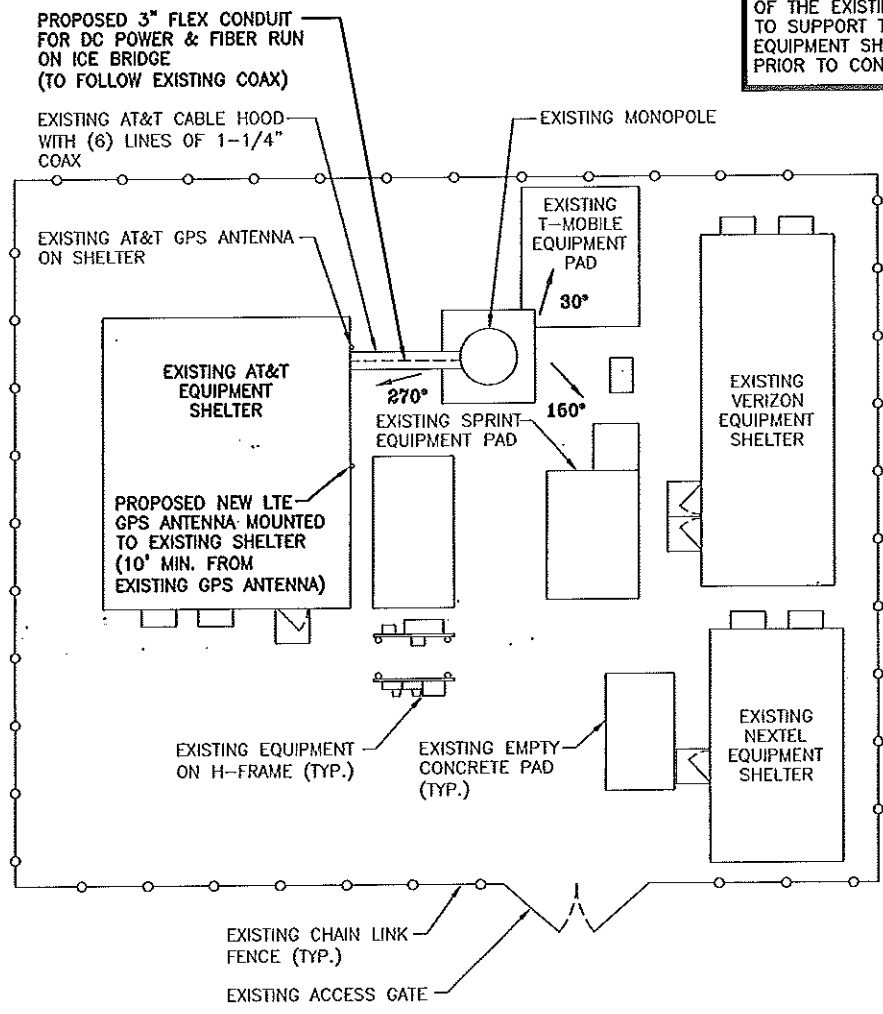 PROPOSED 3" FLEX CONDUIT
FOR DC POWER & FIBER RUN
ON ICE BRIDGE
(TO FOLLOW EXISTING COAX)
OF THE EXISTIN
TO SUPPORT T
EQUIPMENT SH
PRIOR TO CON
EXISTING AT&T CABLE HOOD
WITH (6) LINES OF 1-1/4"
COAX
EXISTING MONOPOLE
EXISTING AT&T GPS ANTENNA
ON SHELTER
EXISTING
T-MOBILE
EQUIPMENT
PAD
30°
EXISTING AT&T
EQUIPMENT
SHELTER
270°
160°
EXISTING SPRINT
EQUIPMENT PAD
EXISTING
VERIZON
EQUIPMENT
SHELTER
PROPOSED NEW LTE
GPS ANTENNA MOUNTED
TO EXISTING SHELTER
(10' MIN. FROM
EXISTING GPS ANTENNA)
EXISTING EQUIPMENT
ON H-FRAME (TYP.)
EXISTING EMPTY
CONCRETE PAD
(TYP.)
EXISTING
NEXTEL
EQUIPMENT
SHELTER
EXISTING CHAIN LINK
FENCE (TYP.)
EXISTING ACCESS GATE